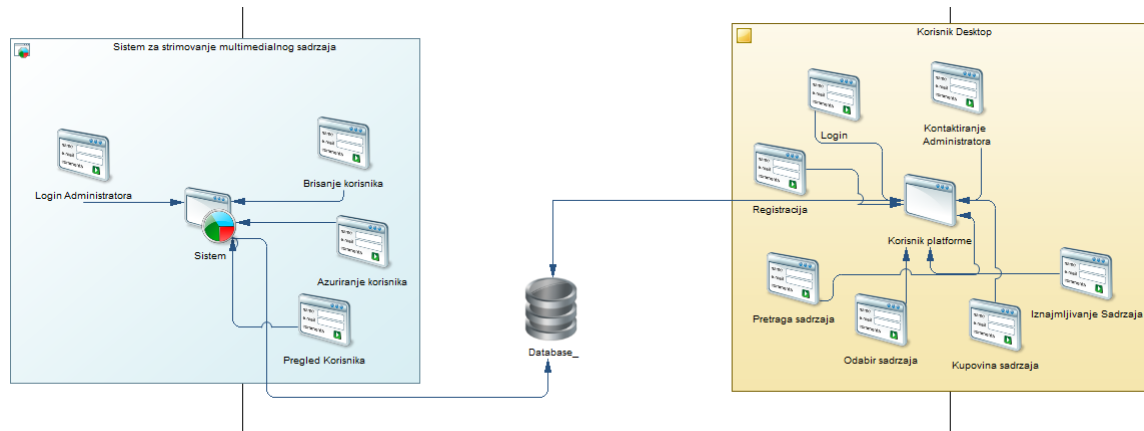 Sistem za strimovanje multimedialnog sadrzaja
Login Administratora
Brisanje korisnika
Sistem
Azuriranje korisnika
Pregled Korisnika
Database_
Korisnik Desktop
Login
Kontaktiranje
Administratora
Registracija
Korisnik platforme
Pretraga sadrzaja
Iznajmljivanje Sadrzaja
Odabir sadrzaja
Kupovina sadrzaja